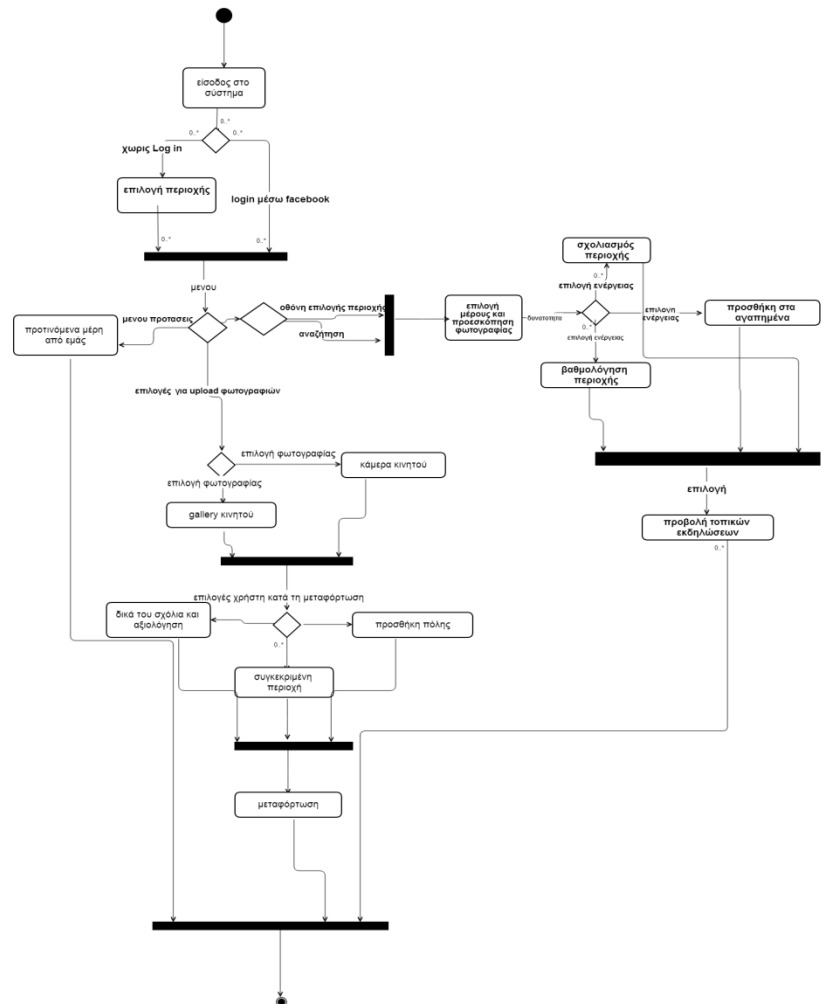 είσοδος στο
σύστημα
0..*
0..*
0..*
χωρις Log in
επιλογή περιοχής
login μέσω facebook
0..*
0..*
μενου
μενου προτασεις
προτινόμενα μέρη
από εμάς
οθόνη επιλογής περιοχής
αναζήτηση
επιλογή
μέρους και
προεσκόπηση
φωτογραφίας
δυνατοτητα
σχολιασμός
περιοχής
0..*
επιλογή ενέργειας
επιλογη
ενέργειας
προσθήκη στα
αγαπημένα
0..*
επιλογή ενέργειας
βαθμολόγηση
περιοχής
επιλογές για upload φωτογραφιών
επιλογή φωτογραφίας
κάμερα κινητού
επιλογή φωτογραφίας
gallery κινητού
επιλογή
προβολή τοπικών
εκδηλώσεων
0..*
επιλογές χρήστη κατά τη μεταφόρτωση
δικά του σχόλια και
αξιολόγηση
προσθήκη πόλης
0..*
συγκεκριμένη
περιοχή
μεταφόρτωση